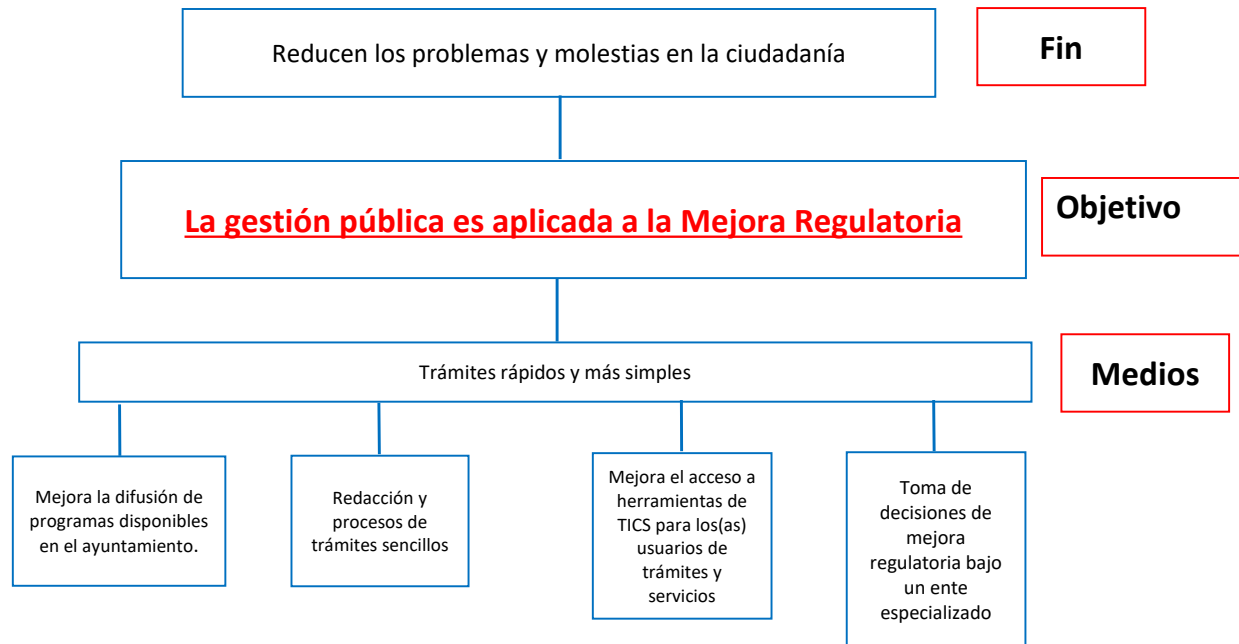 Reducen los problemas y molestias en la ciudadanía
Fin
La gestión pública es aplicada a la Mejora Regulatoria
Objetivo
Trámites rápidos y más simples
Medios
Mejora la difusión de
programas disponibles
en el ayuntamiento.
Redacción y
procesos de
trámites sencillos
Mejora el acceso a
herramientas de
TICS para los(as)
usuarios de
trámites y
servicios
Toma de
decisiones de
mejora
regulatoria bajo
un ente
especializado